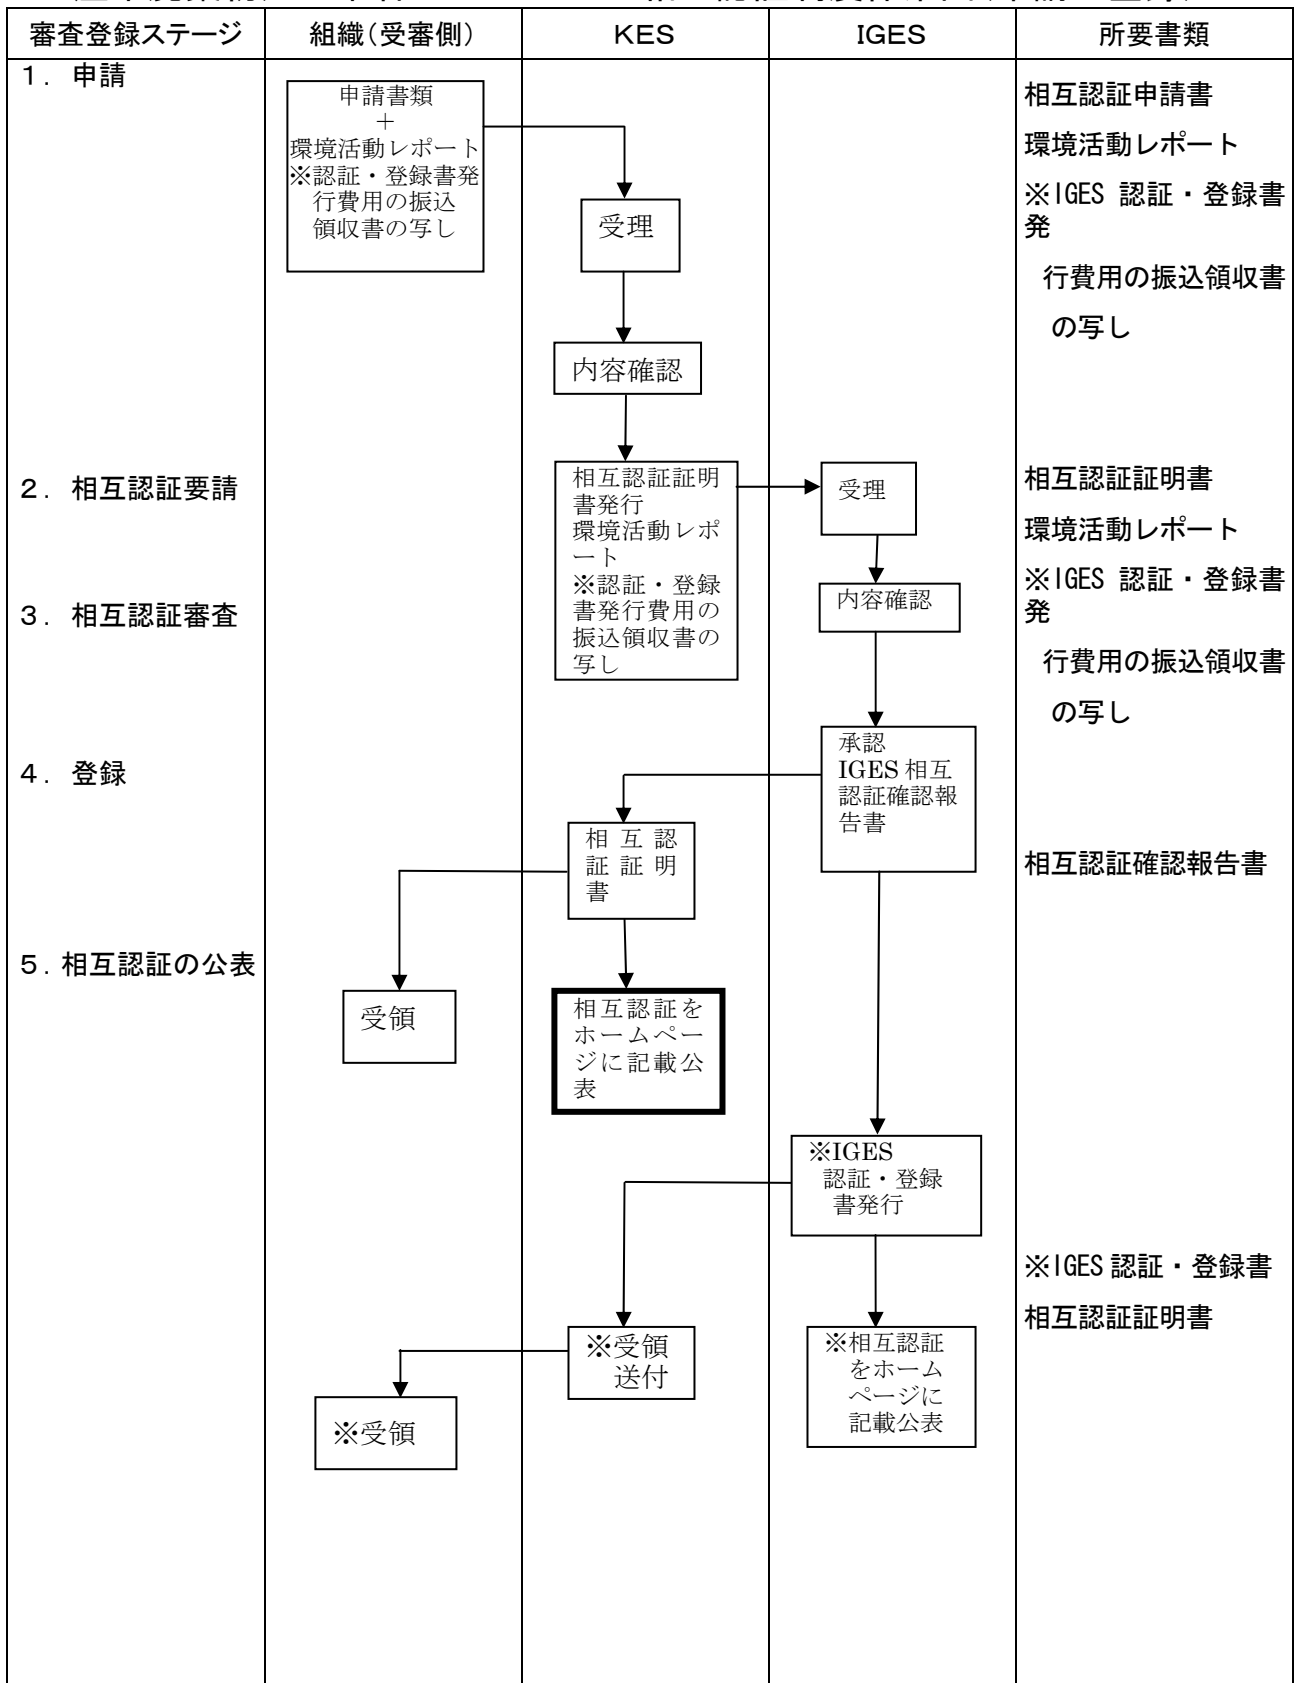 審査登録ステージ
組織（受審側）
KES
IGES
所要書類
１．申請
申請書類
＋
環境活動レポート
※認証・登録書発
行費用の振込
領収書の写し
受理
内容確認
相互認証申請書
環境活動レポート
※IGES 認証・登録書
発
行費用の振込領収書
の写し
２．相互認証要請
相互認証証明
書発行
環境活動レポ
ート
※認証・登録
書発行費用の
振込領収書の
写し
受理
相互認証証明書
環境活動レポート
※IGES 認証・登録書
発
行費用の振込領収書
の写し
３．相互認証審査
内容確認
４．登録
承認
IGES 相互
認証確認報
告書
相互認
証証明
書
相互認証確認報告書
５．相互認証の公表
受領
相互認証を
ホームペー
ジに記載公
表
※IGES
認証・登録
書発行
※IGES 認証・登録書
相互認証証明書
※受領
送付
※相互認証
をホーム
ページに
記載公表
※受領